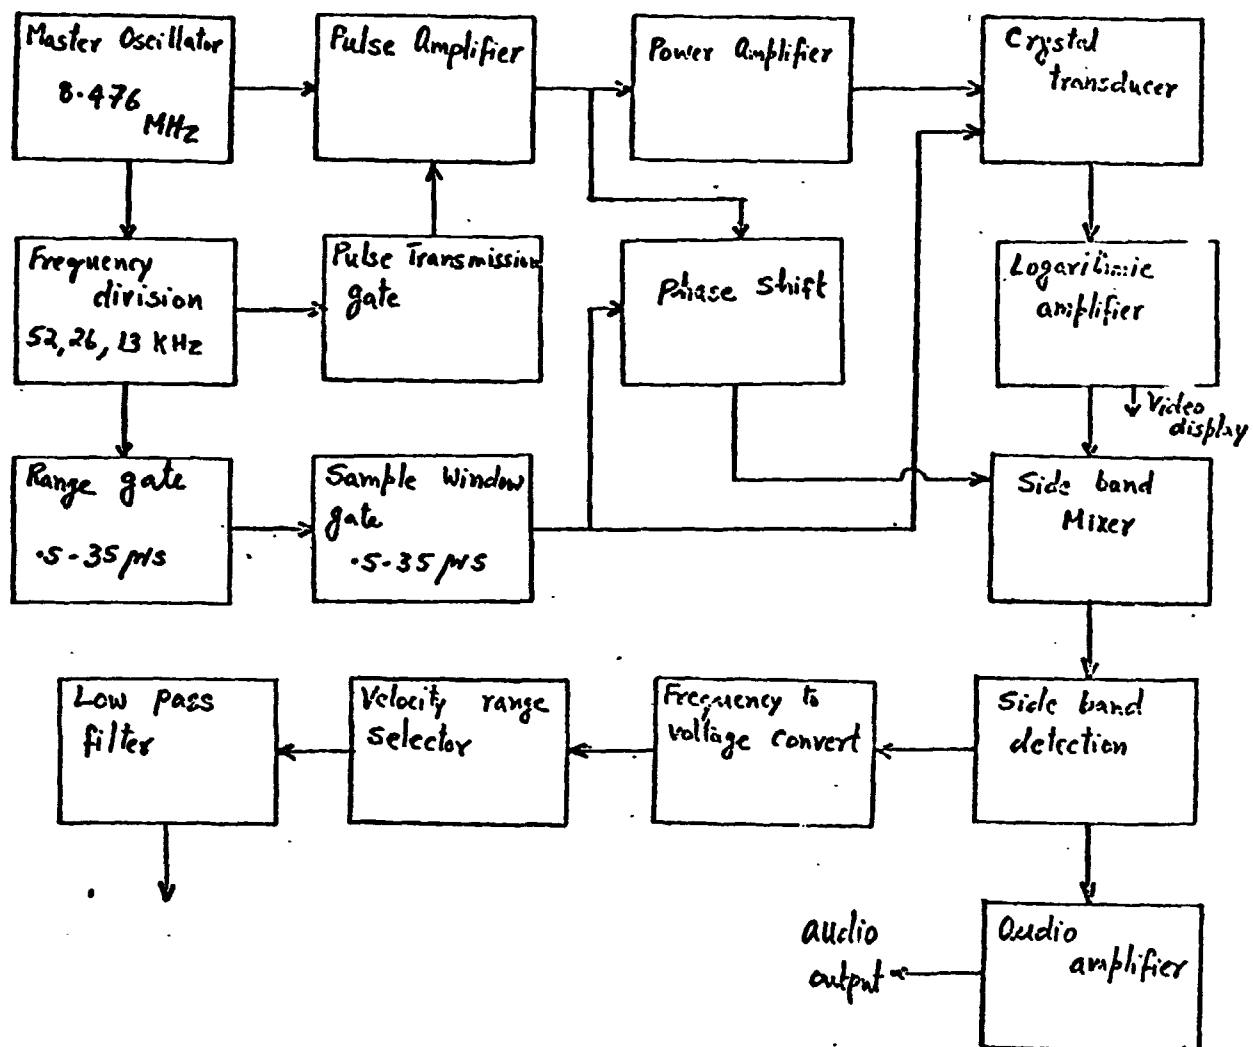 Master Oscillator
8.476
MHz
Pulse Amplifier
Power Amplifier
Crystal
transducer
Frequency
division
52, 26, 13 KHz
Pulse Transmission
gate
Phase Shift
Logarithmic
amplifier
Video
display
Range gate
.5-35 μs
Sample Window
gate
.5-35 μs
Side band
Mixer
Low pass
filter
Velocity range
selector
Frequency to
voltage convert
Side band
detection
audio
output
Audio
amplifier